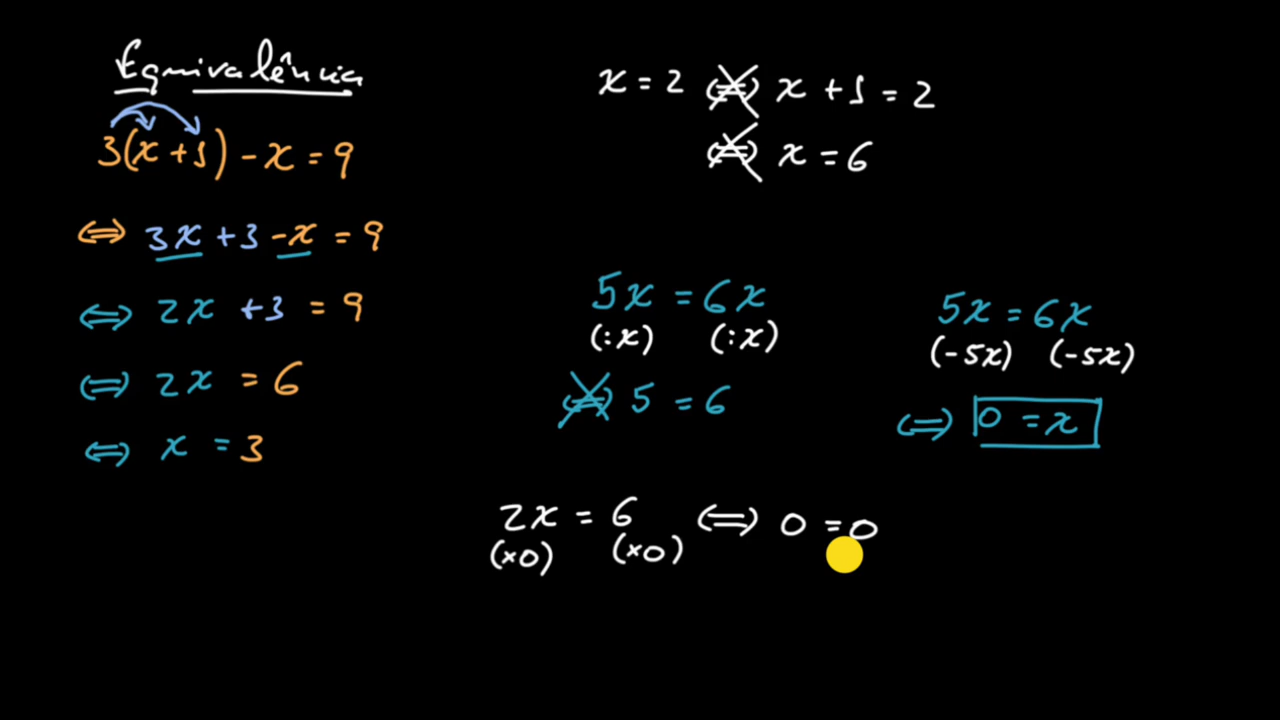 Equivalência
3(x+1)-x=9
⇔ 3x+3-x=9
⇔ 2x+3=9
⇔ 2x=6
⇔ x=3
x=2 ⇔ x+1=2
⇔ x=6
5x=6x
(:x) (:x)
⇔ 5=6
5x=6x
(-5x) (-5x)
⇔ 0=x
2x=6 ⇔ 0=0
(×0) (×0)